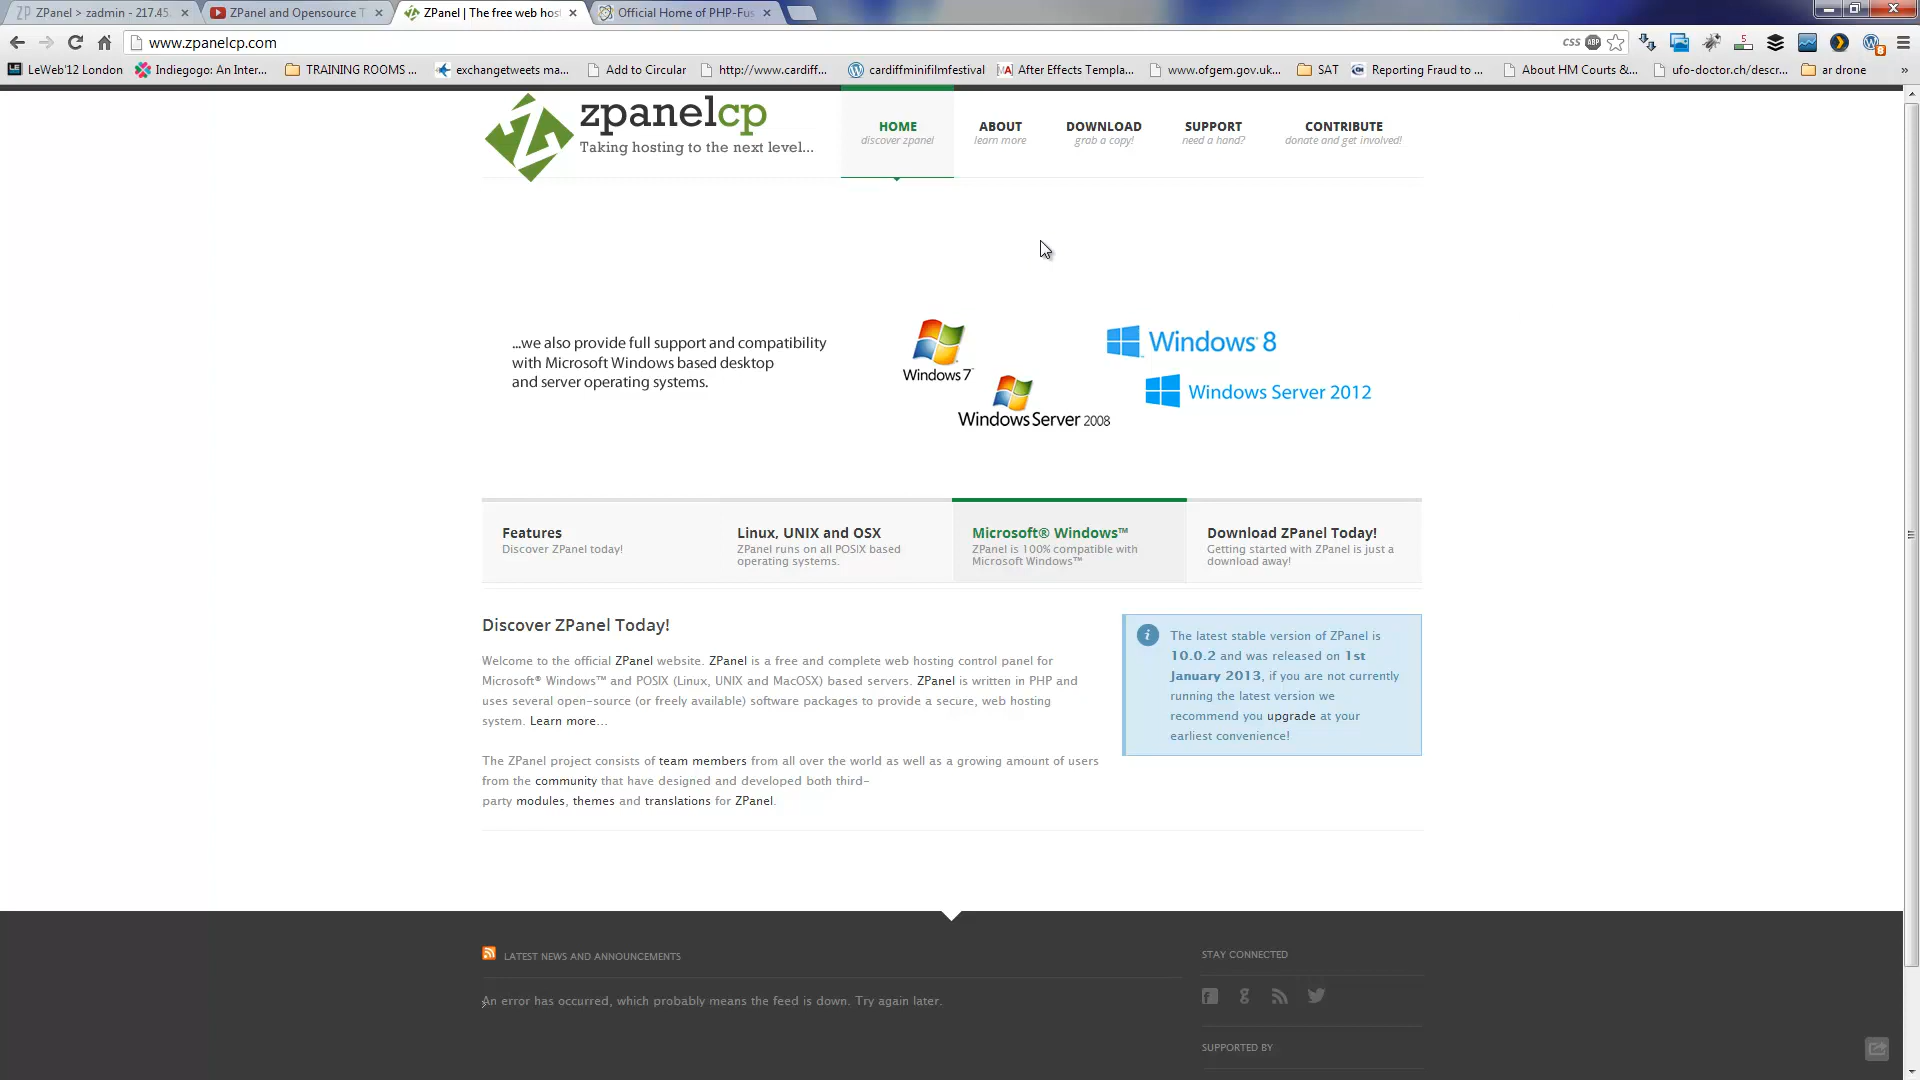 ZPanel > zadmin - 217.45.
ZPanel and Opensource T
ZPanel | The free web hos
Official Home of PHP-Fus
www.zpanelcp.com
CSS
ABP
5
8
LeWeb'12 London
Indiegogo: An Inter...
TRAINING ROOMS ...
exchangetweets ma...
Add to Circular
http://www.cardiff...
cardiffminifilmfestival
After Effects Templa...
www.ofgem.gov.uk...
SAT
Reporting Fraud to ...
About HM Courts &...
ufo-doctor.ch/descr...
ar drone
»
zpanelcp
Taking hosting to the next level...
HOME
discover zpanel
ABOUT
learn more
DOWNLOAD
grab a copy!
SUPPORT
need a hand?
CONTRIBUTE
donate and get involved!
...we also provide full support and compatibility
with Microsoft Windows based desktop
and server operating systems.
Windows 7
Windows Server 2008
Windows 8
Windows Server 2012
Features
Discover ZPanel today!
Linux, UNIX and OSX
ZPanel runs on all POSIX based
operating systems.
Microsoft® Windows™
ZPanel is 100% compatible with
Microsoft Windows™
Download ZPanel Today!
Getting started with ZPanel is just a
download away!
Discover ZPanel Today!
Welcome to the official ZPanel website. ZPanel is a free and complete web hosting control panel for
Microsoft® Windows™ and POSIX (Linux, UNIX and MacOSX) based servers. ZPanel is written in PHP and
uses several open-source (or freely available) software packages to provide a secure, web hosting
system. Learn more...
The ZPanel project consists of team members from all over the world as well as a growing amount of users
from the community that have designed and developed both third-
party modules, themes and translations for ZPanel.
The latest stable version of ZPanel is
10.0.2 and was released on 1st
January 2013, if you are not currently
running the latest version we
recommend you upgrade at your
earliest convenience!
LATEST NEWS AND ANNOUNCEMENTS
An error has occurred, which probably means the feed is down. Try again later.
STAY CONNECTED
SUPPORTED BY